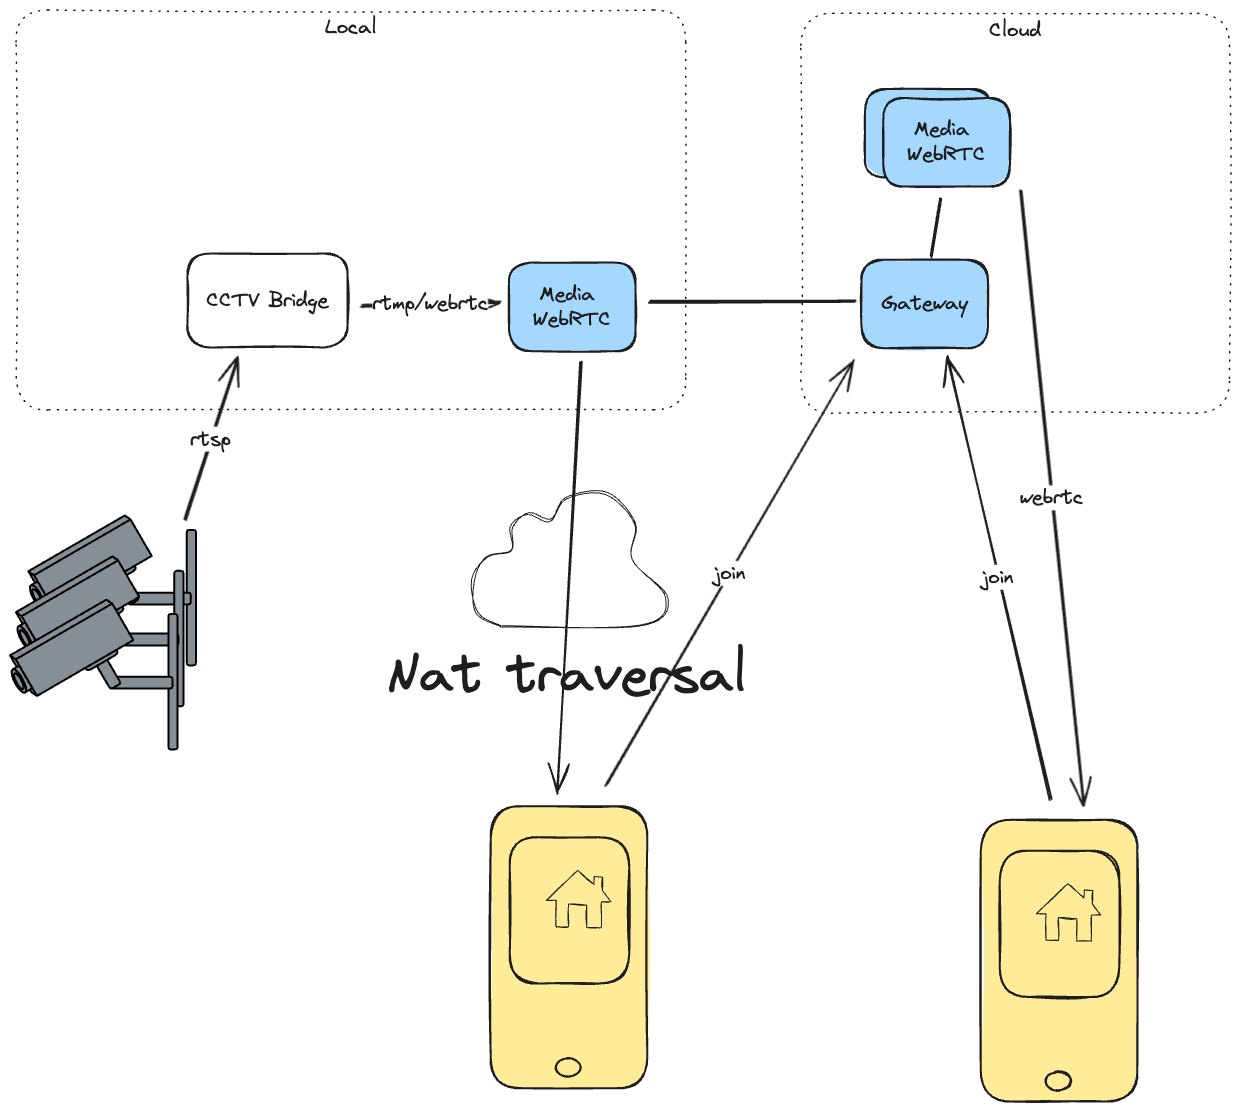 Local
Cloud
Media
WebRTC
CCTV Bridge
rtmp/webrtc
Media
WebRTC
Gateway
rtsp
webrtc
join
join
Nat traversal